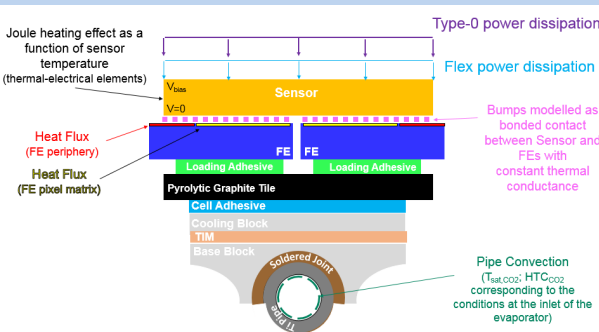 Type-0 power dissipation
Joule heating effect as a
function of sensor
temperature
(thermal-electrical elements)
Flex power dissipation
Vbias
Sensor
V=0
Bumps modelled as
bonded contact
between Sensor and
FEs with
constant thermal
conductance
Heat Flux
(FE periphery)
FE
FE
Heat Flux
(FE pixel matrix)
Loading Adhesive
Loading Adhesive
Pyrolytic Graphite Tile
Cell Adhesive
Cooling Block
TIM
Base Block
Soldered Joint
Ti Pipe
Pipe Convection
(Tsat,CO2; HTCCO2
corresponding to the
conditions at the inlet of the
evaporator)